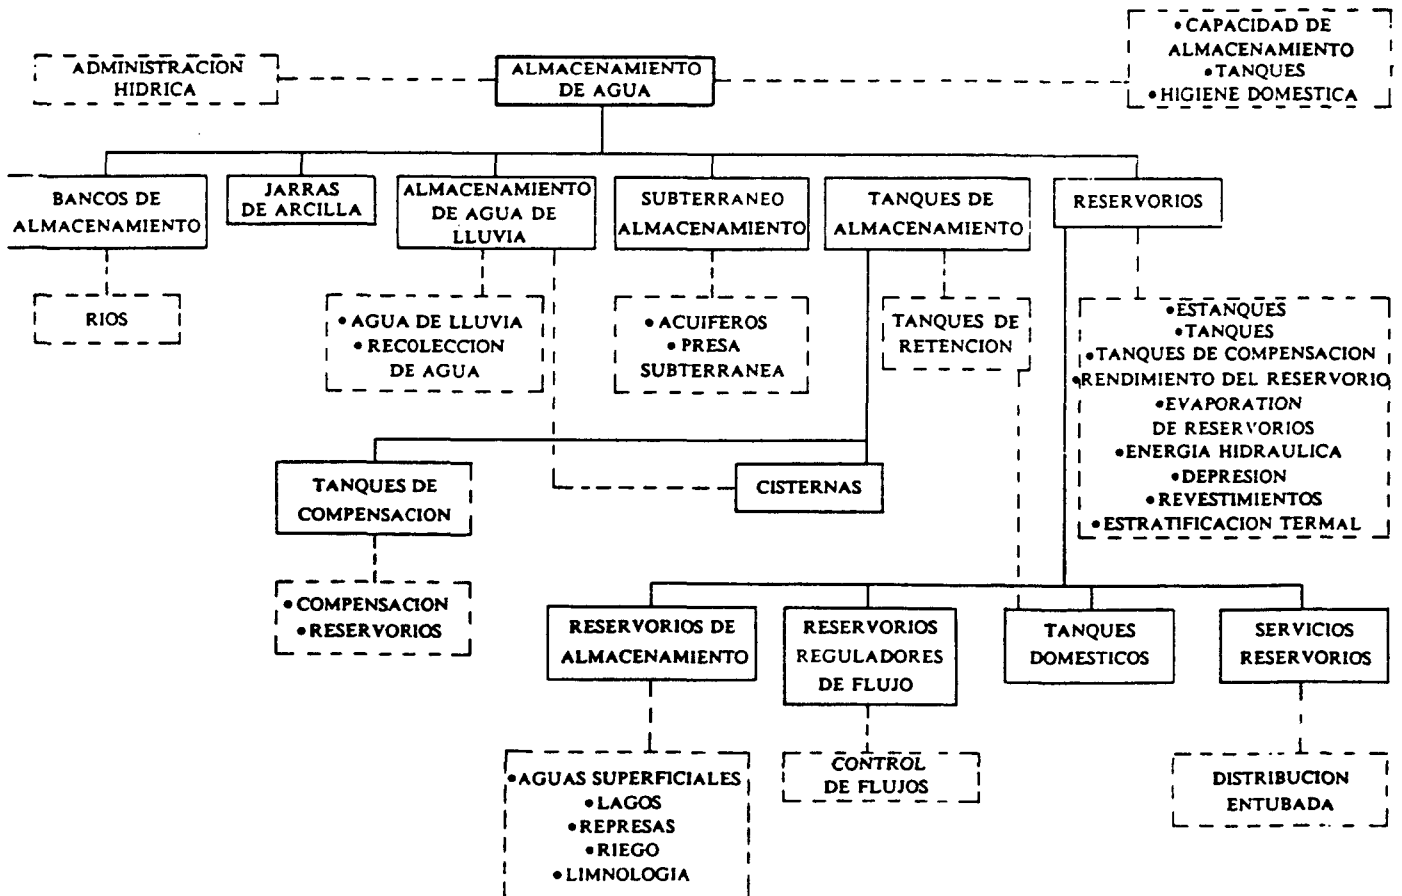 ADMINISTRACION
HIDRICA
ALMACENAMIENTO
DE AGUA
•CAPACIDAD DE
ALMACENAMIENTO
•TANQUES
•HIGIENE DOMESTICA
BANCOS DE
ALMACENAMIENTO
JARRAS
DE ARCILLA
ALMACENAMIENTO
DE AGUA DE
LLUVIA
SUBTERRANEO
ALMACENAMIENTO
TANQUES DE
ALMACENAMIENTO
RESERVORIOS
RIOS
•AGUA DE LLUVIA
•RECOLECCION
DE AGUA
•ACUIFEROS
•PRESA
SUBTERRANEA
TANQUES DE
RETENCION
•ESTANQUES
•TANQUES
•TANQUES DE COMPENSACION
•RENDIMIENTO DEL RESERVORIO
•EVAPORATION
DE RESERVORIOS
•ENERGIA HIDRAULICA
•DEPRESION
•REVESTIMIENTOS
•ESTRATIFICACION TERMAL
TANQUES DE
COMPENSACION
CISTERNAS
•COMPENSACION
•RESERVORIOS
RESERVORIOS DE
ALMACENAMIENTO
RESERVORIOS
REGULADORES
DE FLUJO
TANQUES
DOMESTICOS
SERVICIOS
RESERVORIOS
•AGUAS SUPERFICIALES
•LAGOS
•REPRESAS
•RIEGO
•LIMNOLOGIA
CONTROL
DE FLUJOS
DISTRIBUCION
ENTUBADA